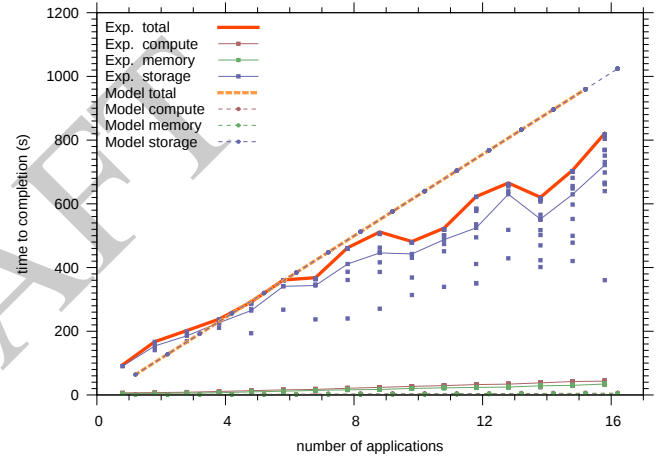 1200
1000
800
600
400
200
0
time to completion (s)
Exp. total
Exp. compute
Exp. memory
Exp. storage
Model total
Model compute
Model memory
Model storage
AFT
0 4 8 12 16
number of applications